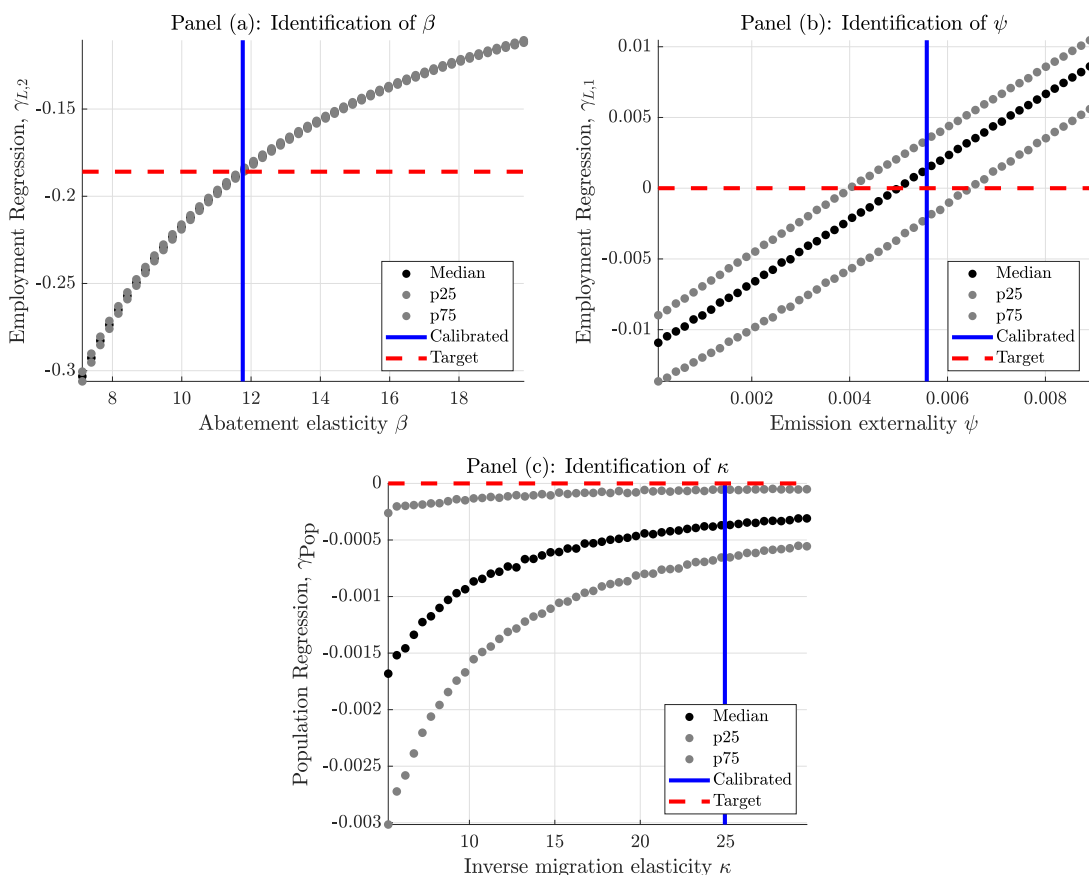 Panel (a): Identification of β
Employment Regression, γL,2
-0.15
-0.2
-0.25
-0.3
8 10 12 14 16 18
Abatement elasticity β
Median
p25
p75
Calibrated
Target
Panel (b): Identification of ψ
Employment Regression, γL,1
0.01
0.005
0
-0.005
-0.01
0.002 0.004 0.006 0.008
Emission externality ψ
Median
p25
p75
Calibrated
Target
Panel (c): Identification of κ
Population Regression, γPop
0
-0.0005
-0.001
-0.0015
-0.002
-0.0025
-0.003
10 15 20 25
Inverse migration elasticity κ
Median
p25
p75
Calibrated
Target